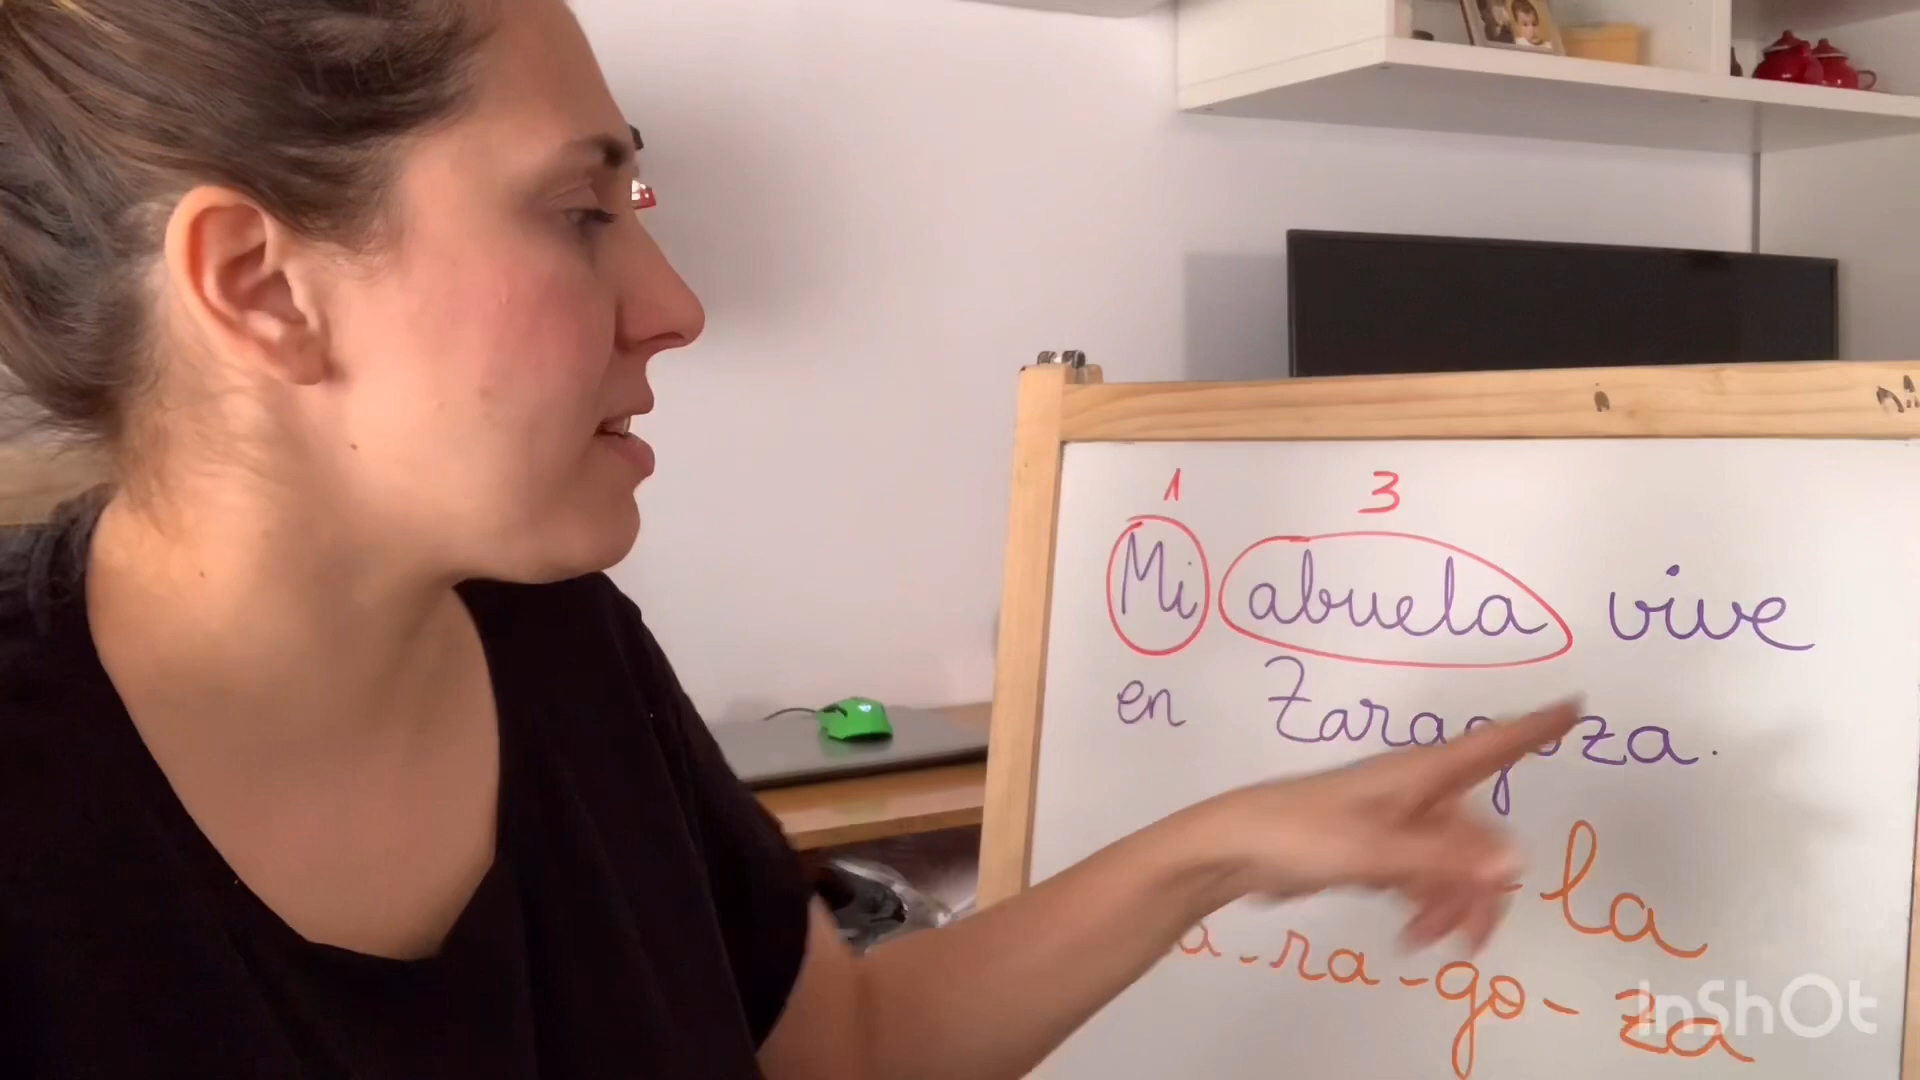 1 3
Mi abuela vive
en Zaragoza.
- la
a-ra-go-za
InShOt